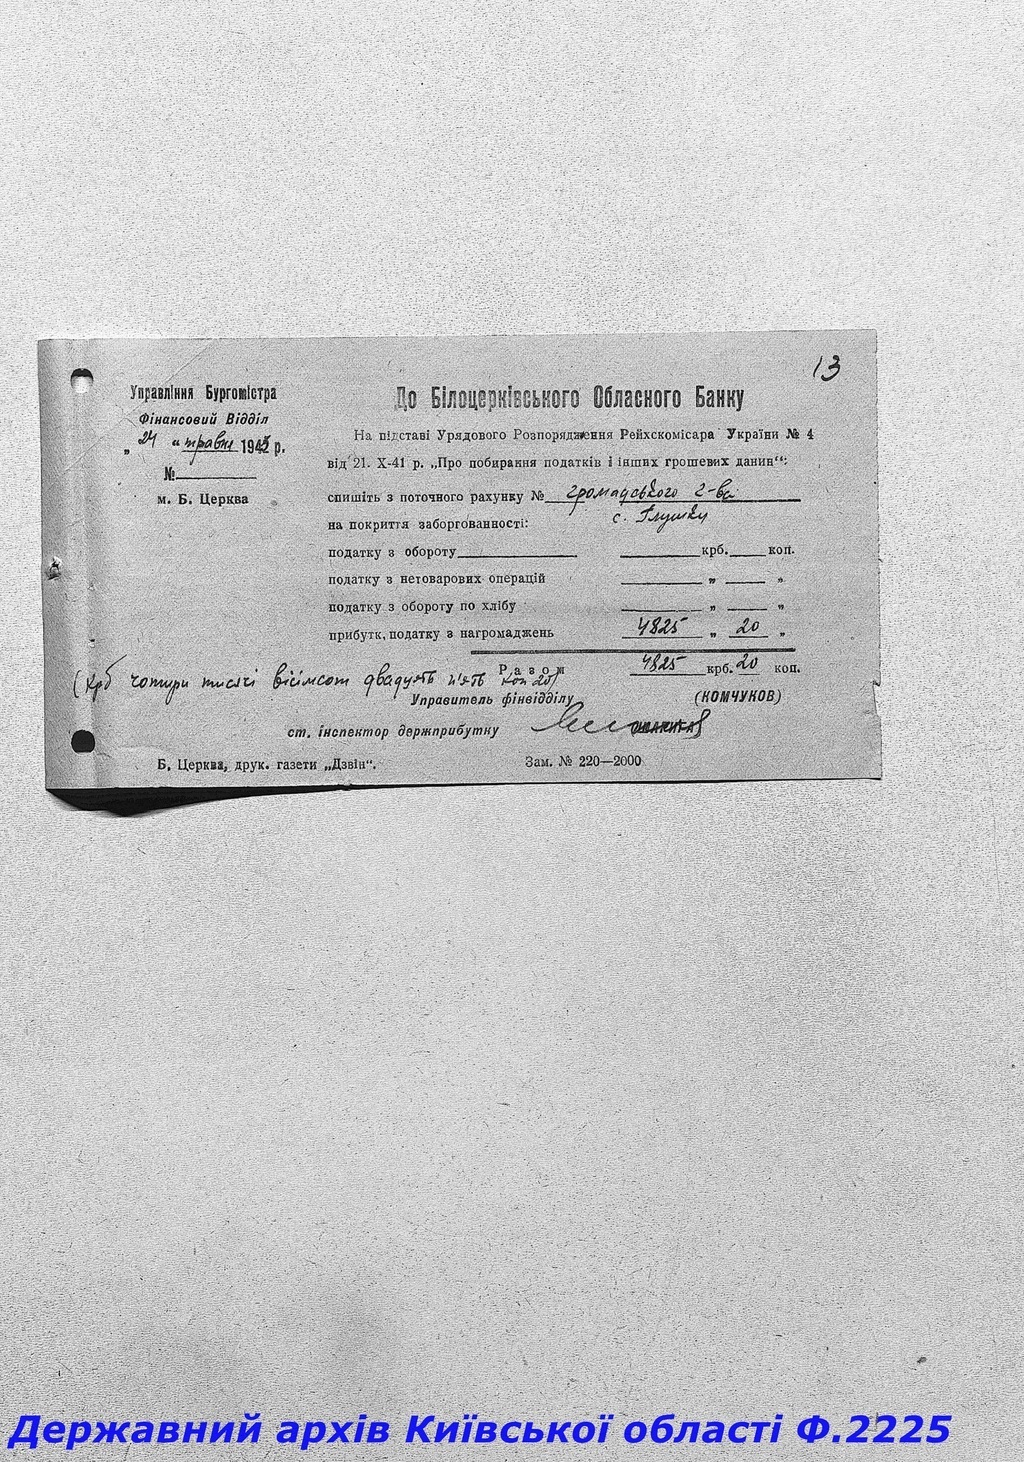 13
Управління Бургомістра
Фінансовий Відділ
„ 24 " травня 1943 р.
№
м. Б. Церква
До Білоцерківського Обласного Банку
На підставі Урядового Розпорядження Рейхскомісара України № 4
від 21. X-41 р. „Про побирання податків і інших грошевих данин“:
спишіть з поточного рахунку № громадського г-ва
с. Глушки
на покриття заборгованності:
податку з обороту крб. коп.
податку з нетоварових операцій „ „
податку з обороту по хлібу „ „
прибутк. податку з нагромаджень 4825 „ 20 „
Разом 4825 крб. 20 коп.
(Крб чотири тисячі вісімсот двадцять п'ять коп 20)
Управитель фінвідділу (КОМЧУКОВ)
ст. інспектор держприбутку
Б. Церква, друк. газети „Дзвін“. Зам. № 220—2000
Державний архів Київської області Ф.2225